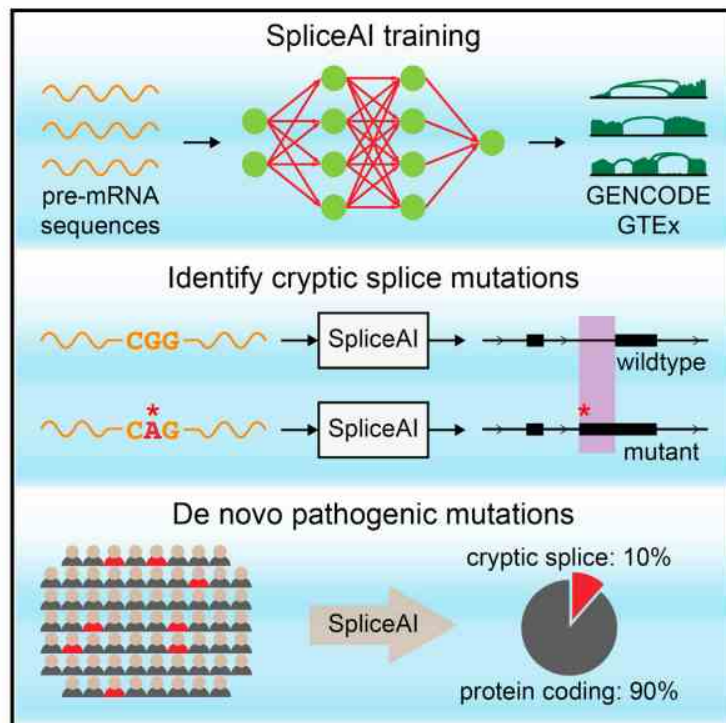 SpliceAI training
pre-mRNA
sequences
GENCODE
GTEx
Identify cryptic splice mutations
CGG
SpliceAI
wildtype
*
*
CAG
SpliceAI
mutant
De novo pathogenic mutations
cryptic splice: 10%
SpliceAI
protein coding: 90%